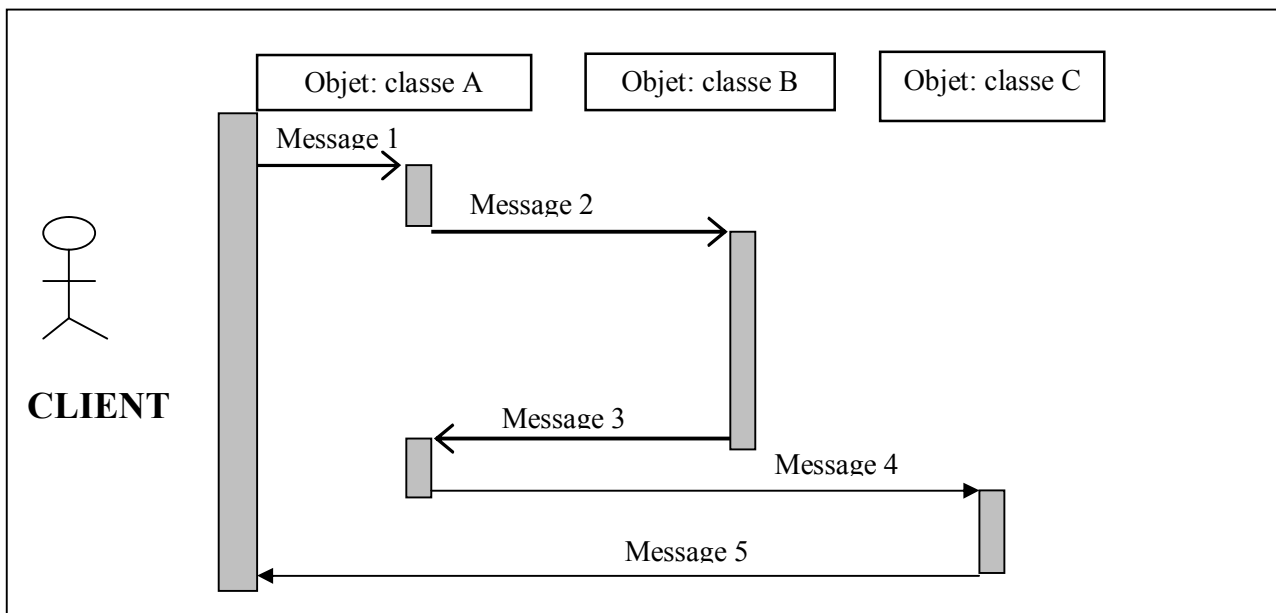 Objet: classe A
Objet: classe B
Objet: classe C
Message 1
Message 2
CLIENT
Message 3
Message 4
Message 5